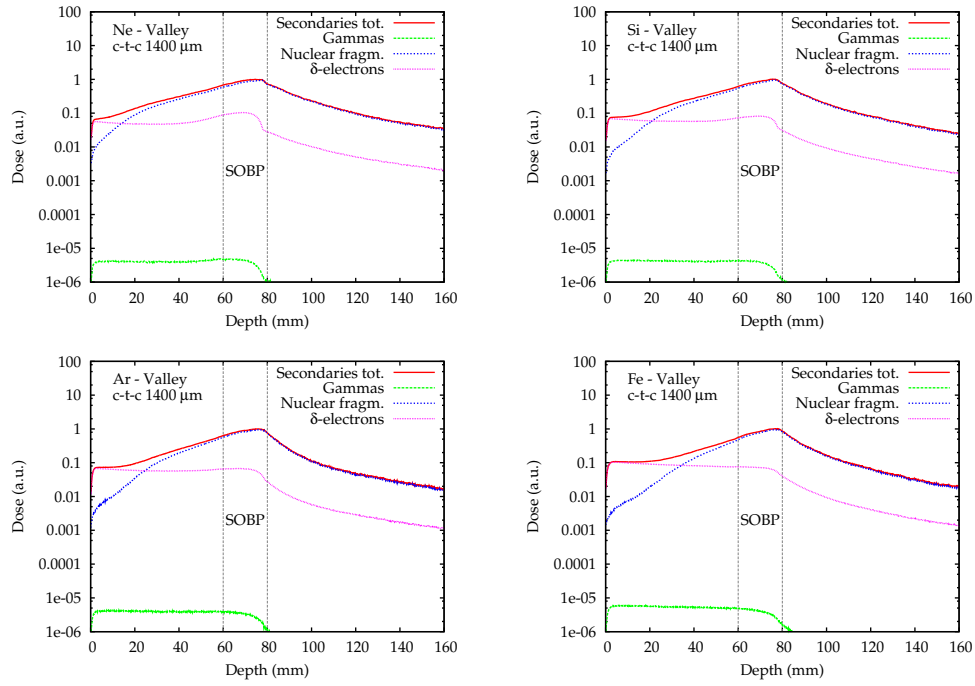 100
10
1
0.1
0.01
0.001
0.0001
1e-05
1e-06
Dose (a.u.)
Ne - Valley
c-t-c 1400 µm
Secondaries tot.
Gammas
Nuclear fragm.
δ-electrons
SOBP
0 20 40 60 80 100 120 140 160
Depth (mm)
100
10
1
0.1
0.01
0.001
0.0001
1e-05
1e-06
Dose (a.u.)
Si - Valley
c-t-c 1400 µm
Secondaries tot.
Gammas
Nuclear fragm.
δ-electrons
SOBP
0 20 40 60 80 100 120 140 160
Depth (mm)
100
10
1
0.1
0.01
0.001
0.0001
1e-05
1e-06
Dose (a.u.)
Ar - Valley
c-t-c 1400 µm
Secondaries tot.
Gammas
Nuclear fragm.
δ-electrons
SOBP
0 20 40 60 80 100 120 140 160
Depth (mm)
100
10
1
0.1
0.01
0.001
0.0001
1e-05
1e-06
Dose (a.u.)
Fe - Valley
c-t-c 1400 µm
Secondaries tot.
Gammas
Nuclear fragm.
δ-electrons
SOBP
0 20 40 60 80 100 120 140 160
Depth (mm)